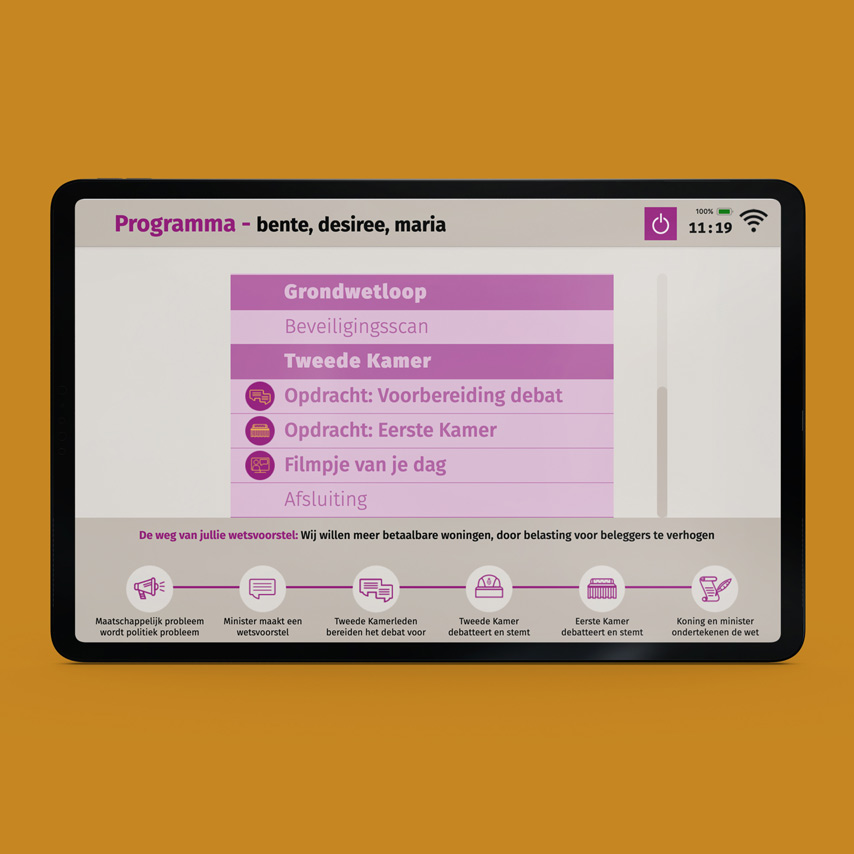 Programma - bente, desiree, maria
100%
11:19
Grondwetloop
Beveiligingsscan
Tweede Kamer
Opdracht: Voorbereiding debat
Opdracht: Eerste Kamer
Filmpje van je dag
Afsluiting
De weg van jullie wetsvoorstel: Wij willen meer betaalbare woningen, door belasting voor beleggers te verhogen
Maatschappelijk probleem
wordt politiek probleem
Minister maakt een
wetsvoorstel
Tweede Kamerleden
bereiden het debat voor
Tweede Kamer
debatteert en stemt
Eerste Kamer
debatteert en stemt
Koning en minister
ondertekenen de wet